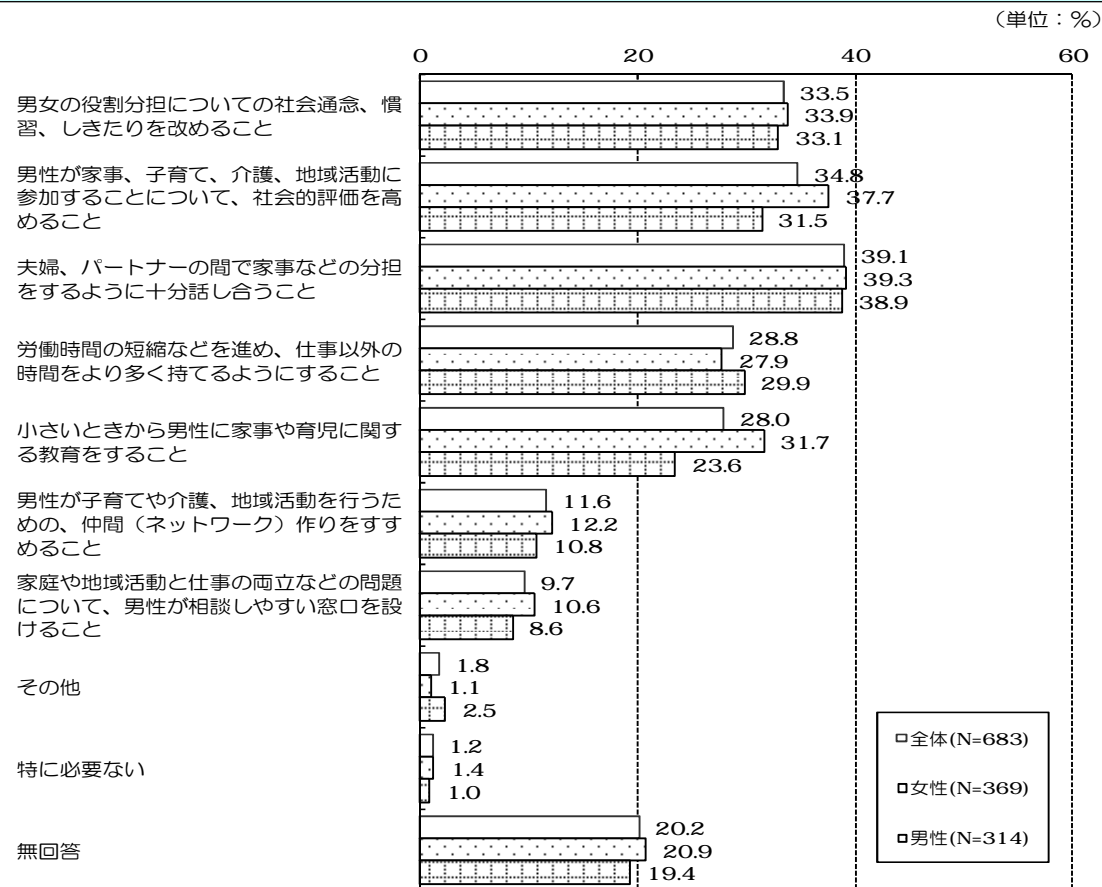 （単位：％）
0 20 40 60
男女の役割分担についての社会通念、慣
習、しきたりを改めること
33.5
33.9
33.1
男性が家事、子育て、介護、地域活動に
参加することについて、社会的評価を高
めること
34.8
37.7
31.5
夫婦、パートナーの間で家事などの分担
をするように十分話し合うこと
39.1
39.3
38.9
労働時間の短縮などを進め、仕事以外の
時間をより多く持てるようにすること
28.8
27.9
29.9
小さいときから男性に家事や育児に関す
る教育をすること
28.0
31.7
23.6
男性が子育てや介護、地域活動を行うた
めの、仲間（ネットワーク）作りをすす
めること
11.6
12.2
10.8
家庭や地域活動と仕事の両立などの問題
について、男性が相談しやすい窓口を設
けること
9.7
10.6
8.6
その他
1.8
1.1
2.5
特に必要ない
1.2
1.4
1.0
無回答
20.2
20.9
19.4
全体(N=683)
女性(N=369)
男性(N=314)